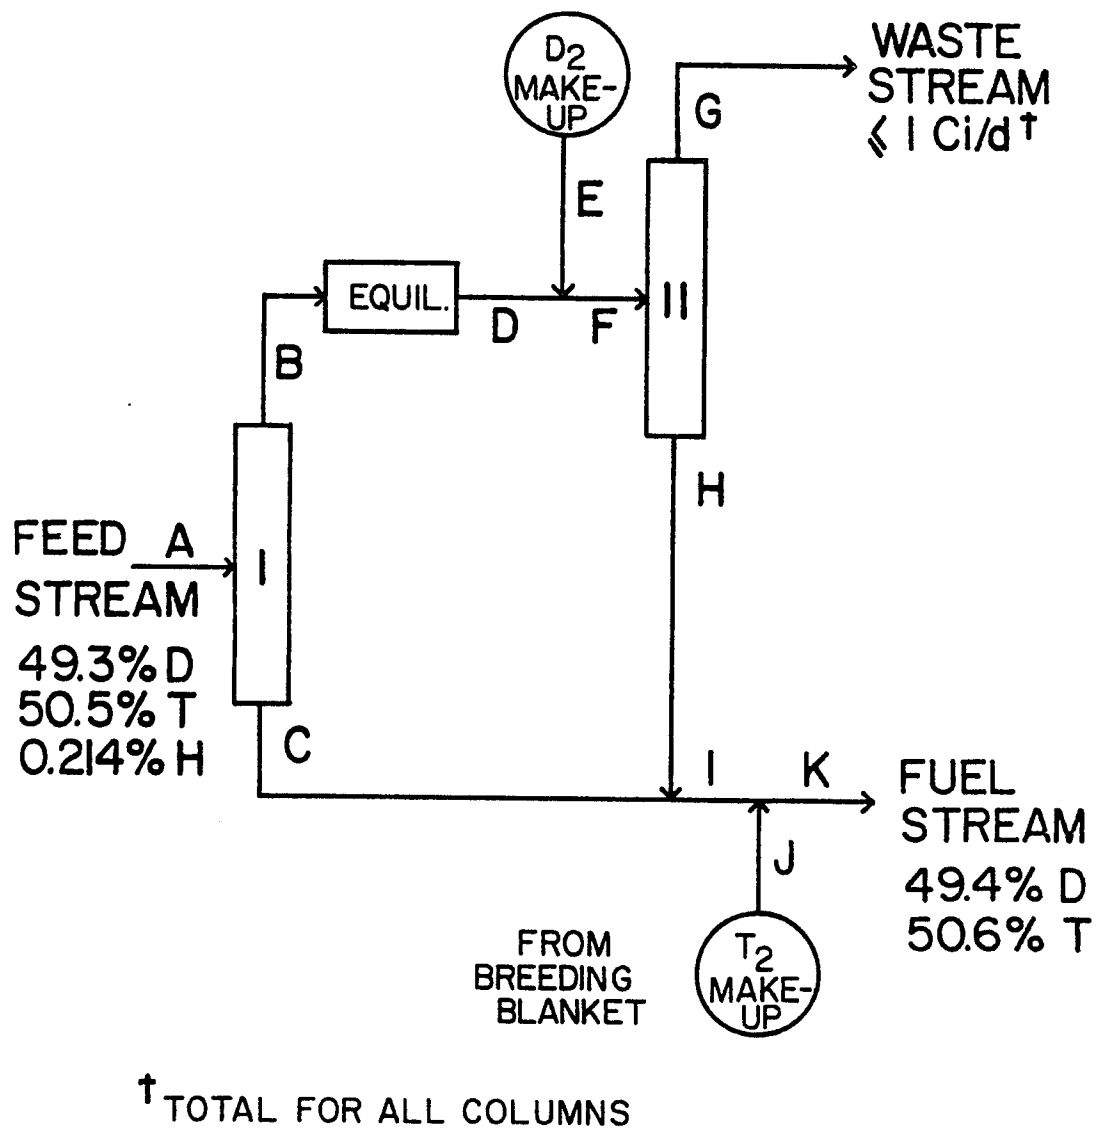 D2
MAKE-
UP
WASTE
STREAM
≤ 1 Ci/d †
G
E
EQUIL.
D
F
II
B
H
FEED A
STREAM
49.3% D
50.5% T
0.214% H
I
C
I
K
FUEL
STREAM
49.4% D
50.6% T
J
FROM
BREEDING
BLANKET
T2
MAKE-
UP
† TOTAL FOR ALL COLUMNS